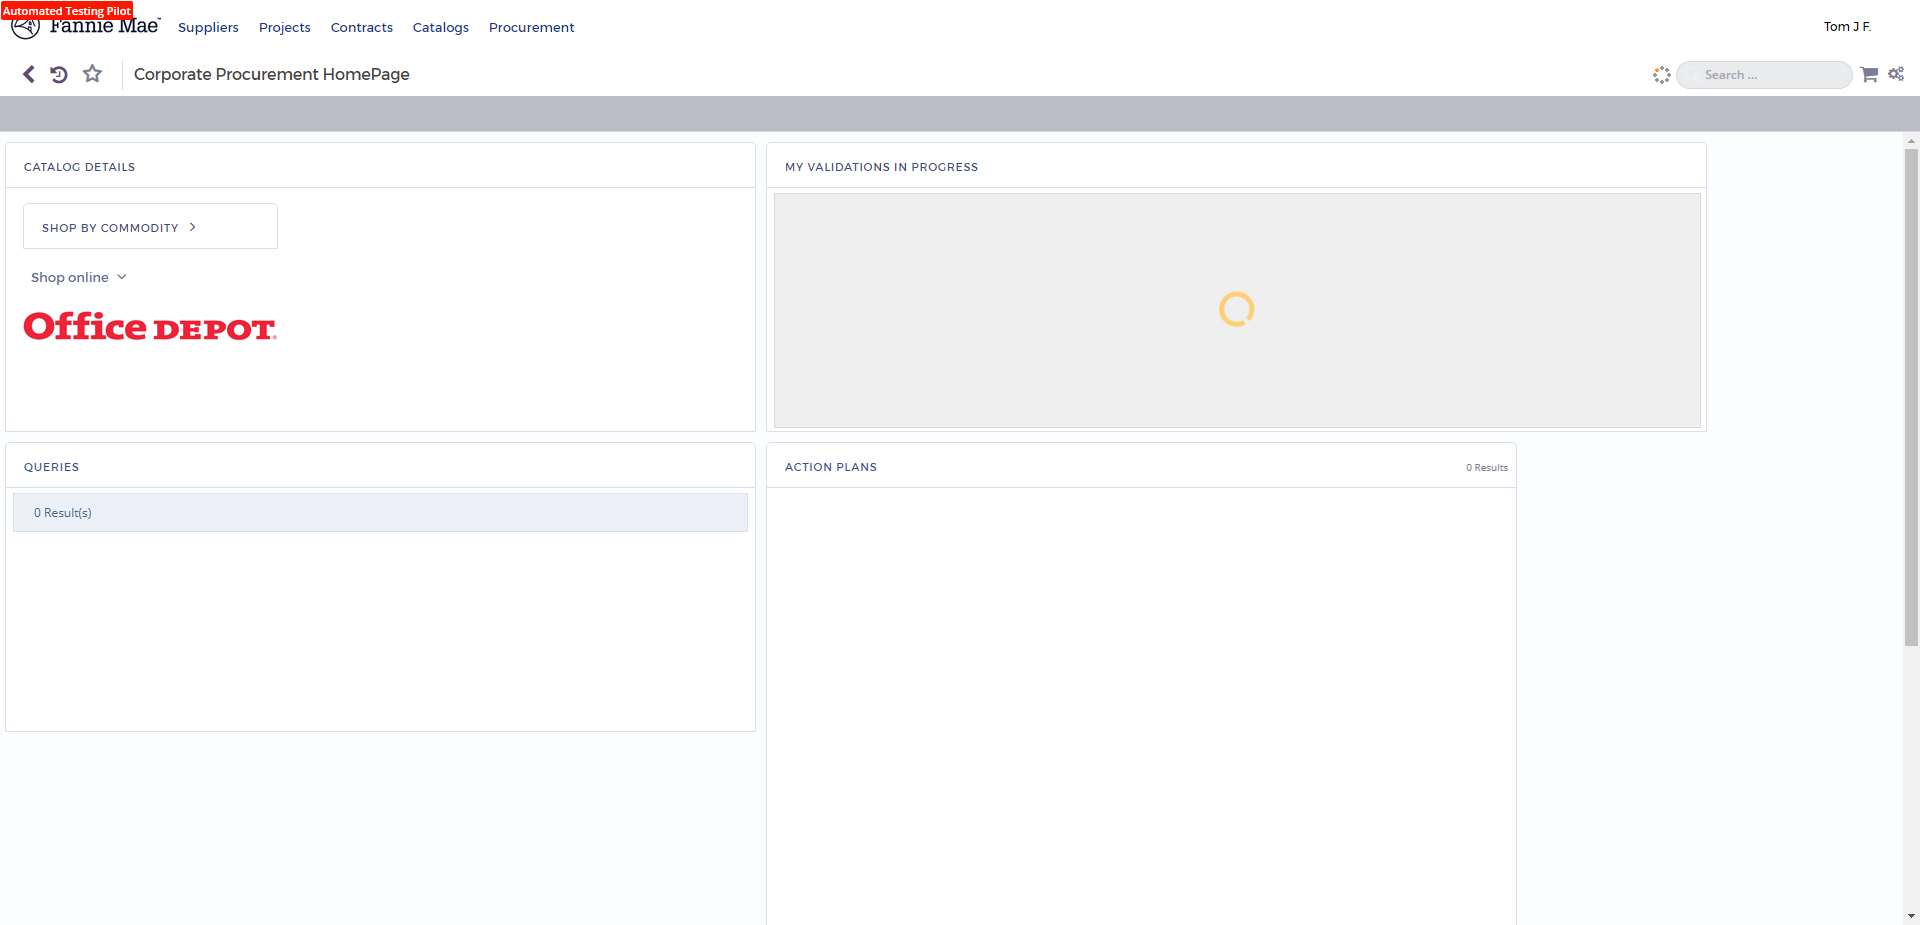 Automated Testing Pilot
Fannie Mae™ Suppliers Projects Contracts Catalogs Procurement Tom J F.
Corporate Procurement HomePage Search ...
CATALOG DETAILS
SHOP BY COMMODITY
Shop online
Office DEPOT.
MY VALIDATIONS IN PROGRESS
QUERIES
0 Result(s)
ACTION PLANS 0 Results